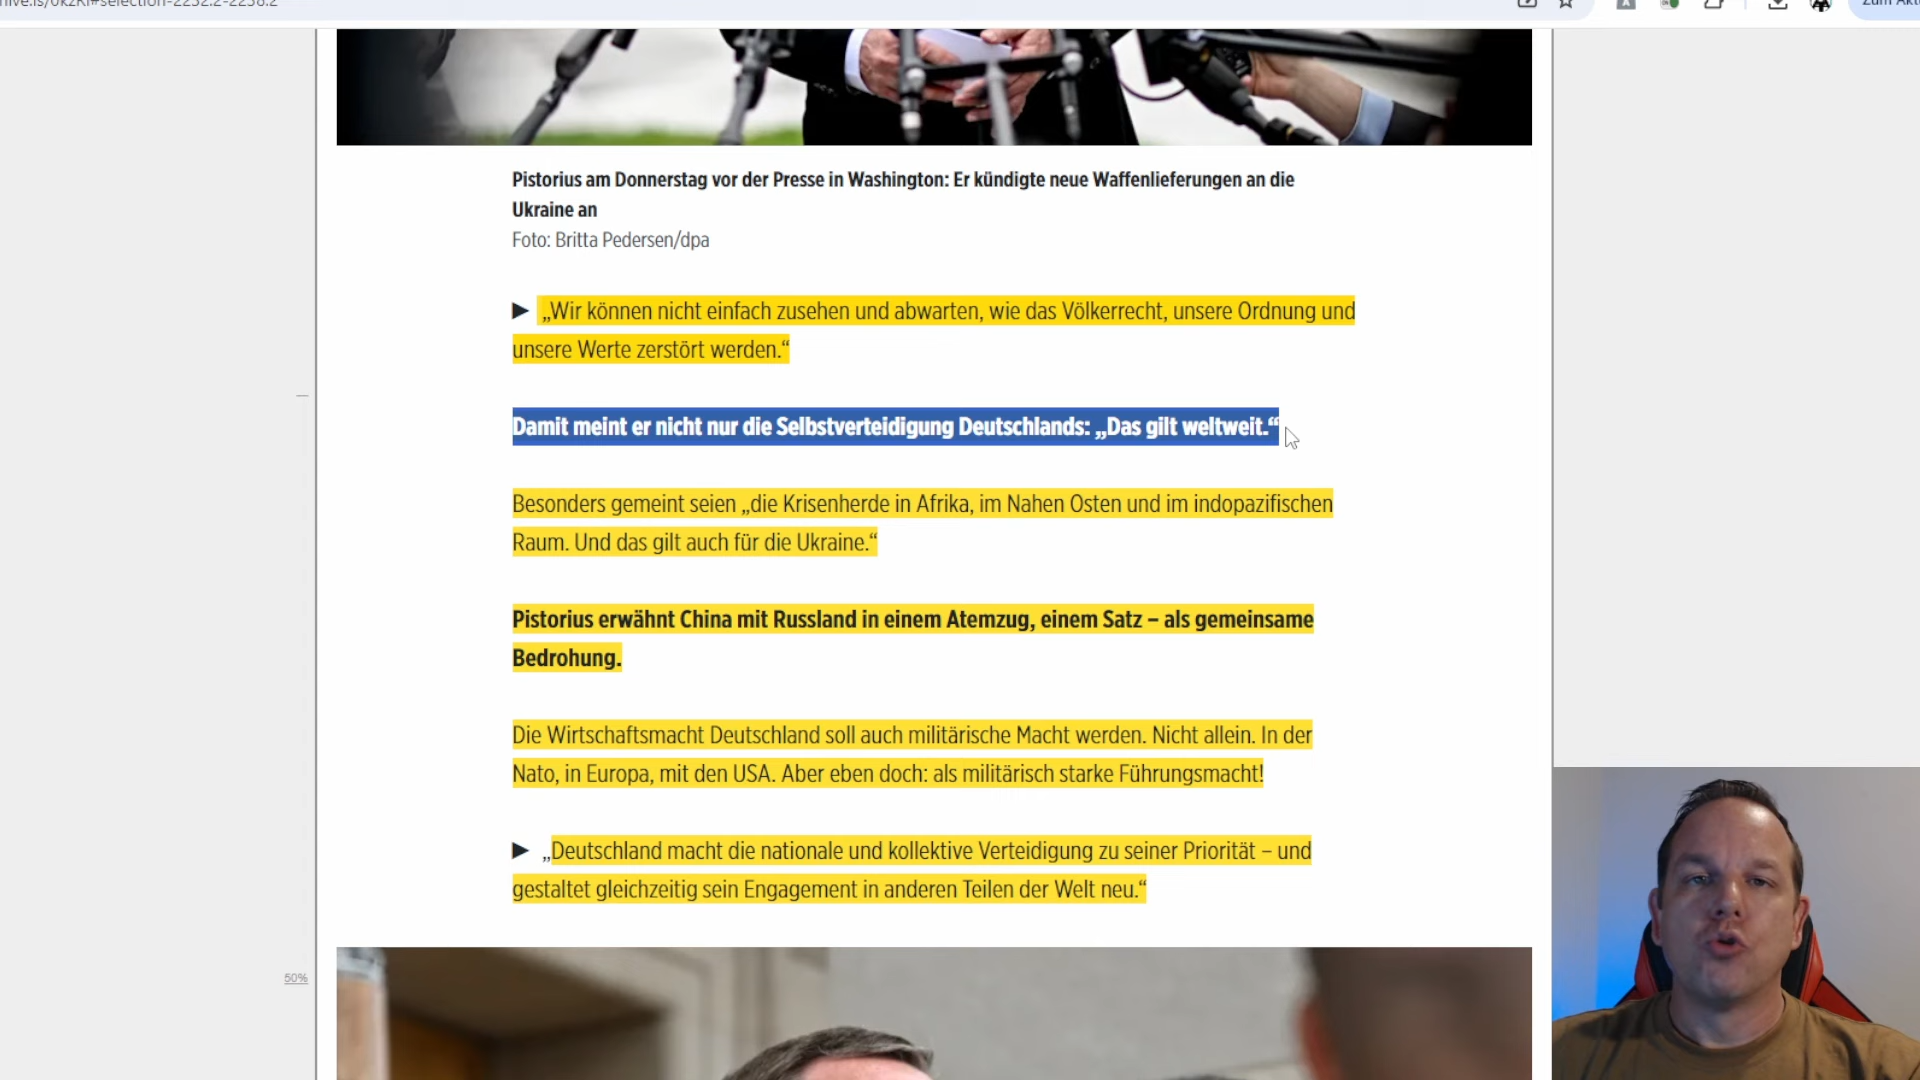 Pistorius am Donnerstag vor der Presse in Washington: Er kündigte neue Waffenlieferungen an die
Ukraine an
Foto: Britta Pedersen/dpa
► „Wir können nicht einfach zusehen und abwarten, wie das Völkerrecht, unsere Ordnung und
unsere Werte zerstört werden.“
Damit meint er nicht nur die Selbstverteidigung Deutschlands: „Das gilt weltweit.“
Besonders gemeint seien „die Krisenherde in Afrika, im Nahen Osten und im indopazifischen
Raum. Und das gilt auch für die Ukraine.“
Pistorius erwähnt China mit Russland in einem Atemzug, einem Satz – als gemeinsame
Bedrohung.
Die Wirtschaftsmacht Deutschland soll auch militärische Macht werden. Nicht allein. In der
Nato, in Europa, mit den USA. Aber eben doch: als militärisch starke Führungsmacht!
► „Deutschland macht die nationale und kollektive Verteidigung zu seiner Priorität – und
gestaltet gleichzeitig sein Engagement in anderen Teilen der Welt neu.“
50%